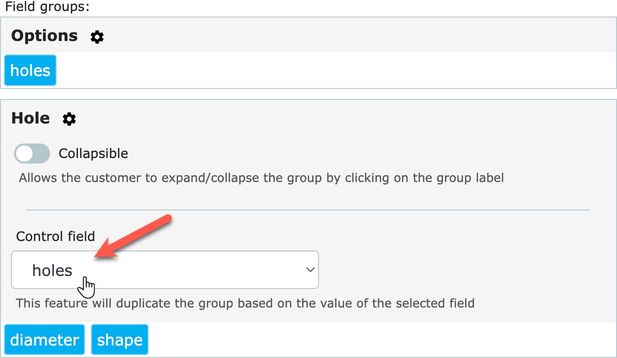 Field groups:
Options
holes
Hole
Collapsible
Allows the customer to expand/collapse the group by clicking on the group label
Control field
holes
This feature will duplicate the group based on the value of the selected field
diameter shape